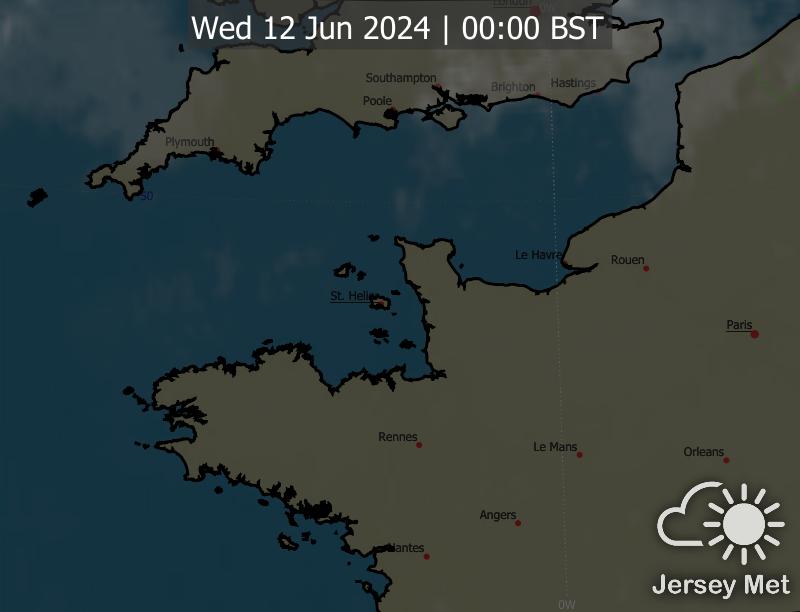 London
0W
Wed 12 Jun 2024 | 00:00 BST
Southampton
Brighton
Hastings
Poole
Plymouth
50
Le Havre
Rouen
St. Helier
Paris
Rennes
Le Mans
Orleans
Angers
Nantes
Jersey Met
0W